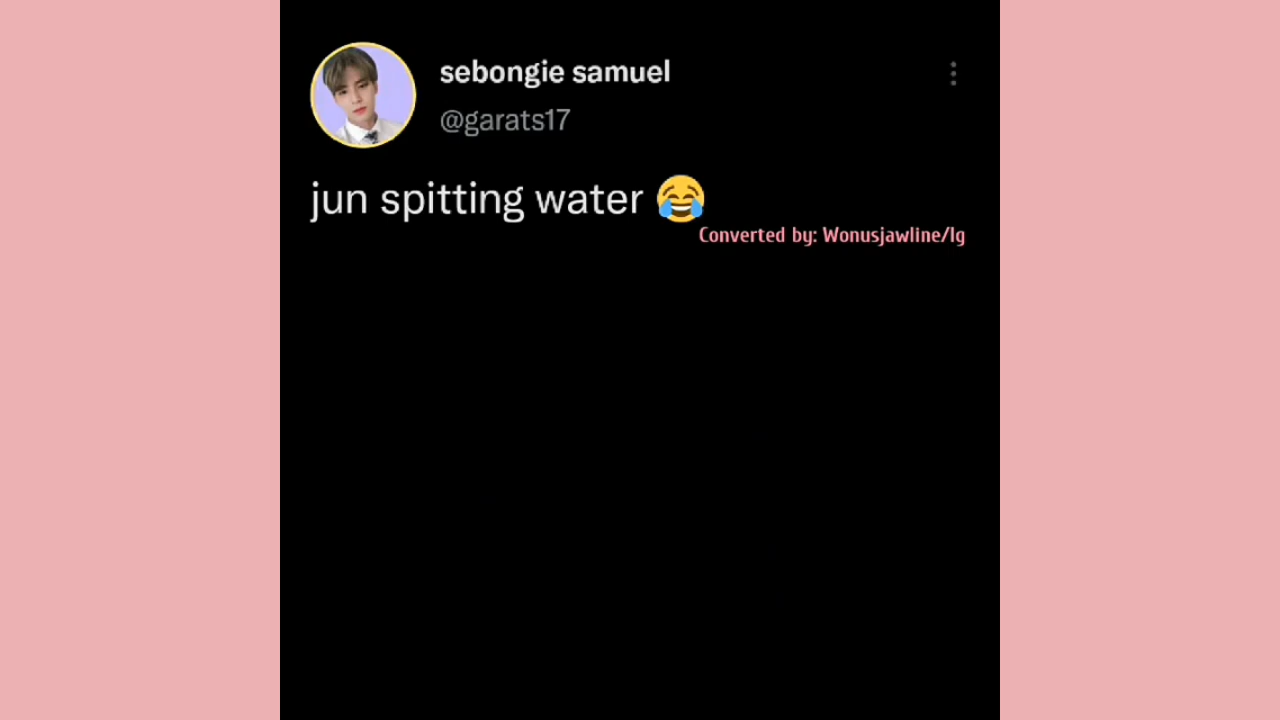 sebongie samuel
@garats17
jun spitting water 😂
Converted by: Wonusjawline/Ig